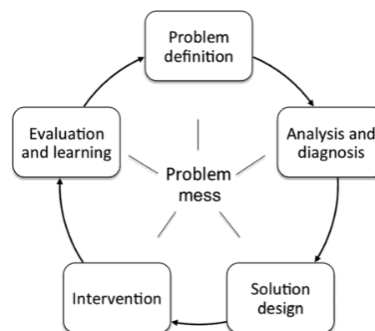 Problem
definition
Evaluation
and learning
Analysis and
diagnosis
Problem
mess
Intervention
Solution
design